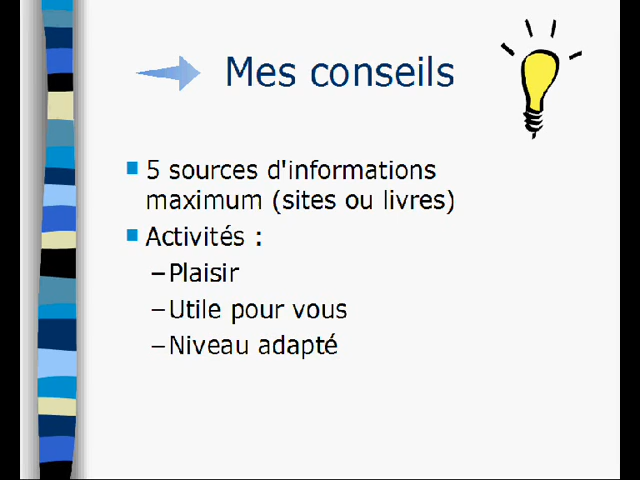 Mes conseils
5 sources d'informations
maximum (sites ou livres)
Activités :
–Plaisir
–Utile pour vous
–Niveau adapté